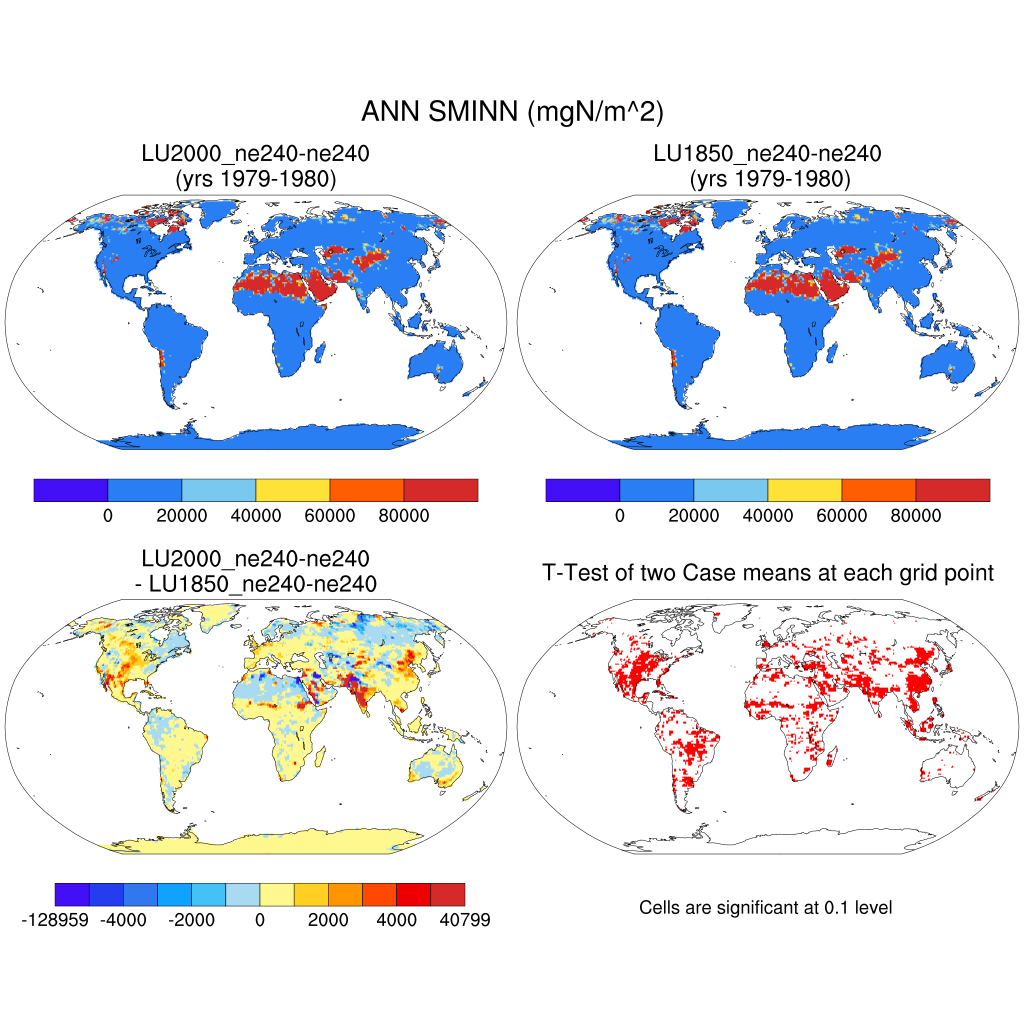 ANN SMINN (mgN/m^2)
LU2000_ne240-ne240
(yrs 1979-1980)
LU1850_ne240-ne240
(yrs 1979-1980)
0 20000 40000 60000 80000
0 20000 40000 60000 80000
LU2000_ne240-ne240
- LU1850_ne240-ne240
T-Test of two Case means at each grid point
-128959 -4000 -2000 0 2000 4000 40799
Cells are significant at 0.1 level